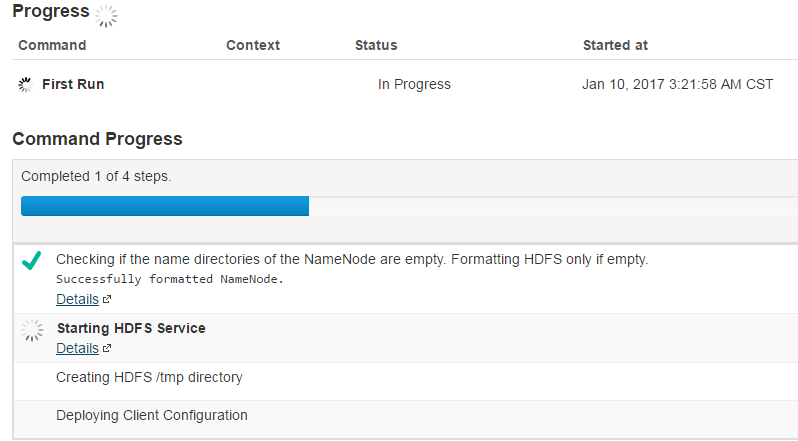 Progress
Command Context Status Started at
First Run In Progress Jan 10, 2017 3:21:58 AM CST
Command Progress
Completed 1 of 4 steps.
Checking if the name directories of the NameNode are empty. Formatting HDFS only if empty.
Successfully formatted NameNode.
Details
Starting HDFS Service
Details
Creating HDFS /tmp directory
Deploying Client Configuration